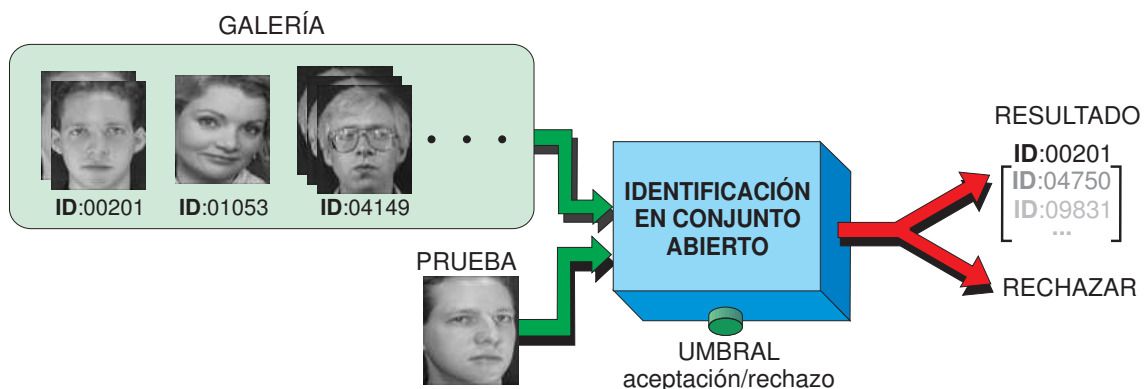 GALERÍA
ID:00201
ID:01053
ID:04149
. . .
PRUEBA
IDENTIFICACIÓN
EN CONJUNTO
ABIERTO
UMBRAL
aceptación/rechazo
RESULTADO
ID:00201
ID:04750
ID:09831
...
RECHAZAR